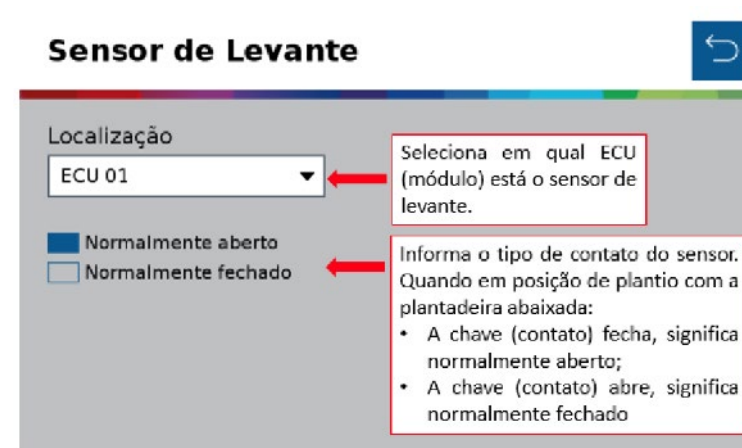 Sensor de Levante
Localização
ECU 01
Seleciona em qual ECU
(módulo) está o sensor de
levante.
Normalmente aberto
Normalmente fechado
Informa o tipo de contato do sensor.
Quando em posição de plantio com a
plantadeira abaixada:
• A chave (contato) fecha, significa
normalmente aberto;
• A chave (contato) abre, significa
normalmente fechado